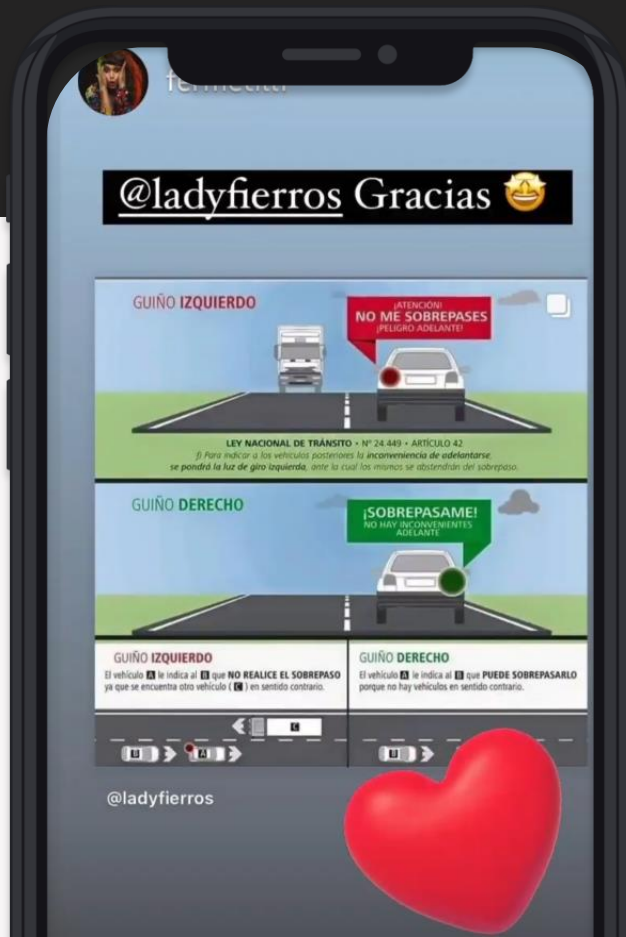 @ladyfierros Gracias
GUIÑO IZQUIERDO
¡ATENCIÓN!
NO ME SOBREPASES
¡PELIGRO ADELANTE!
LEY NACIONAL DE TRÁNSITO • Nº 24.449 • ARTÍCULO 42
f) Para indicar a los vehículos posteriores la inconveniencia de adelantarse,
se pondrá la luz de giro izquierda, ante la cual los mismos se abstendrán del sobrepaso.
GUIÑO DERECHO
¡SOBREPASAME!
NO HAY INCONVENIENTES
ADELANTE
GUIÑO IZQUIERDO
El vehículo A le indica al B que NO REALICE EL SOBREPASO
ya que se encuentra otro vehículo ( C ) en sentido contrario.
GUIÑO DERECHO
El vehículo A le indica al B que PUEDE SOBREPASARLO
porque no hay vehículos en sentido contrario.
C
B A
B
@ladyfierros